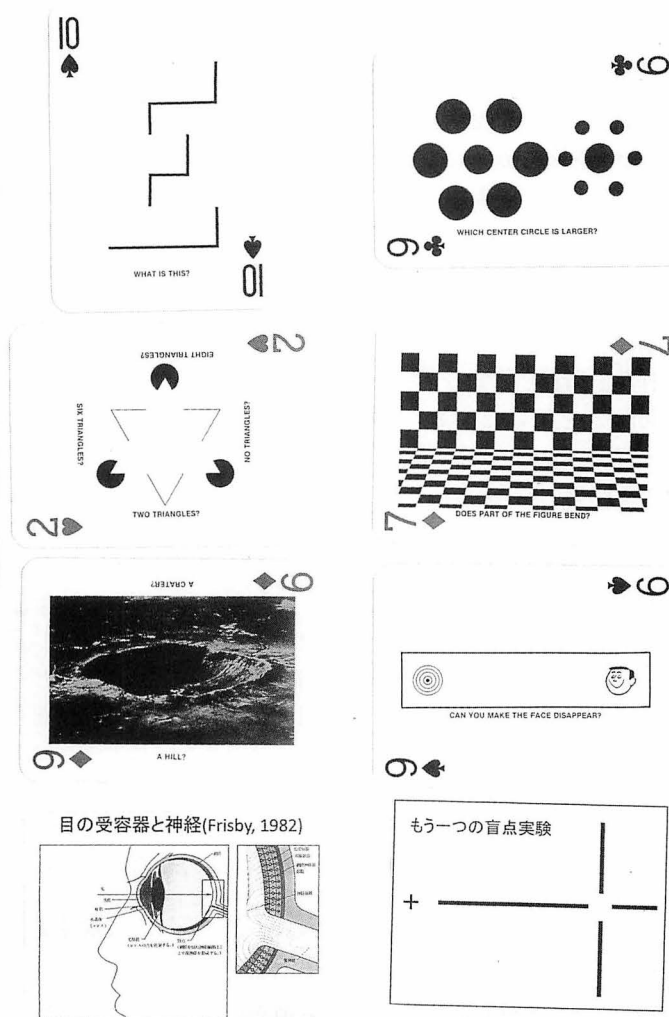 10
WHAT IS THIS?
10
9
WHICH CENTER CIRCLE IS LARGER?
9
2
EIGHT TRIANGLES?
SIX TRIANGLES?
NO TRIANGLES?
TWO TRIANGLES?
2
7
DOES PART OF THE FIGURE BEND?
7
9
A CRATER?
A HILL?
9
9
CAN YOU MAKE THE FACE DISAPPEAR?
9
目の受容器と神経(Frisby, 1982)
もう一つの盲点実験
+